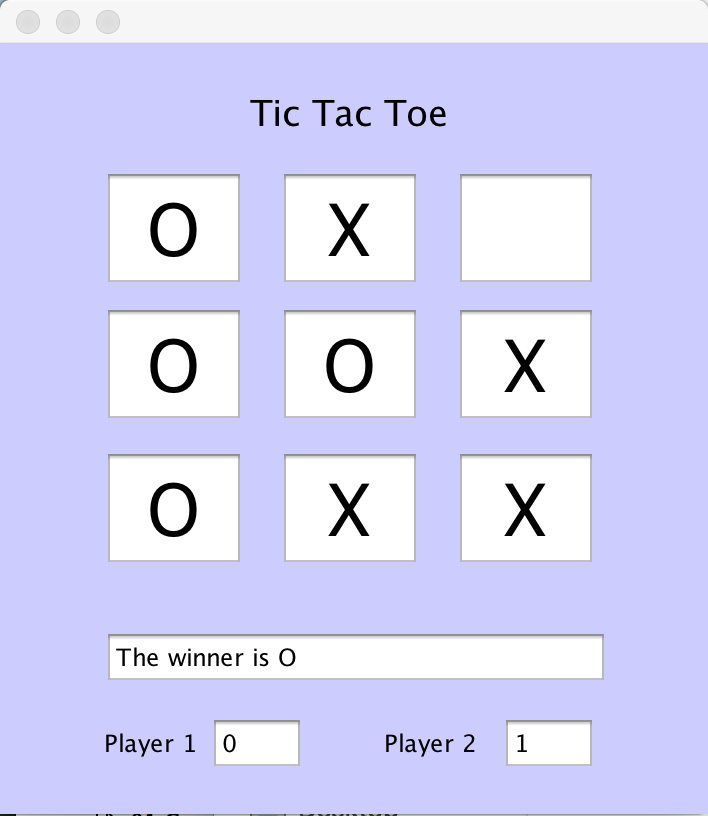 Tic Tac Toe
O X
O O X
O X X
The winner is O
Player 1 0 Player 2 1